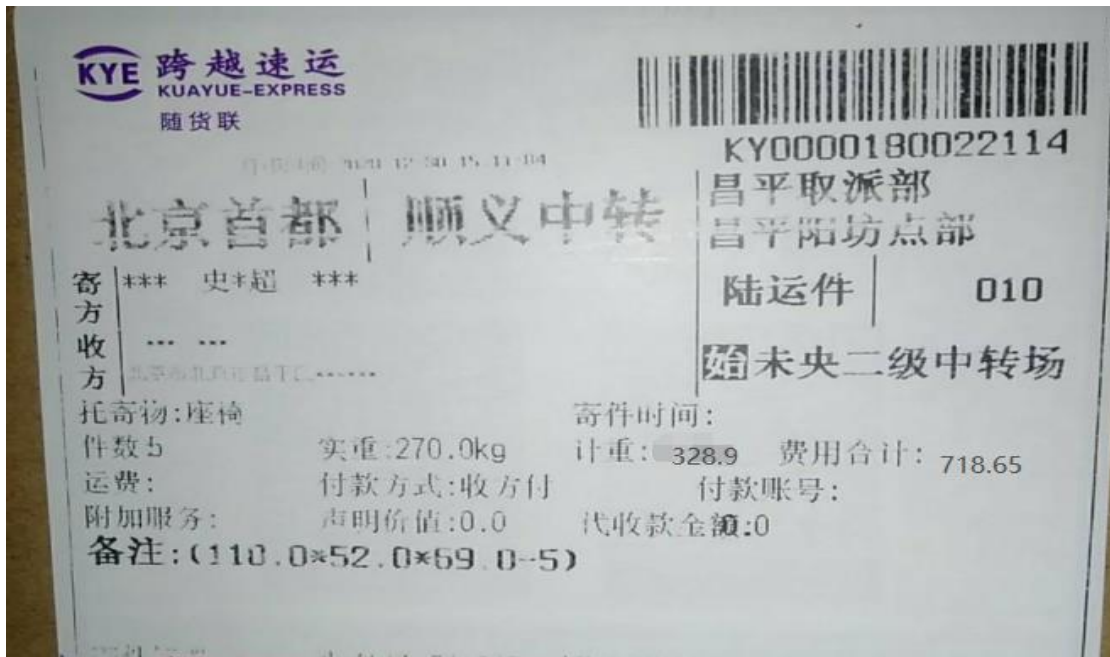 KYE 跨越速运
KUAYUE-EXPRESS
随货联
KY0000180022114
北京首都 顺义中转
昌平取派部
昌平阳坊点部
寄方 *** 史*超 ***
陆运件 010
收方 *** ***
始 未央二级中转场
托寄物:座椅 寄件时间:
件数5 实重:270.0kg 计重: 328.9 费用合计: 718.65
运费: 付款方式:收方付 付款账号:
附加服务: 声明价值:0.0 代收款金额:0
备注:(110.0*52.0*69.0-5)